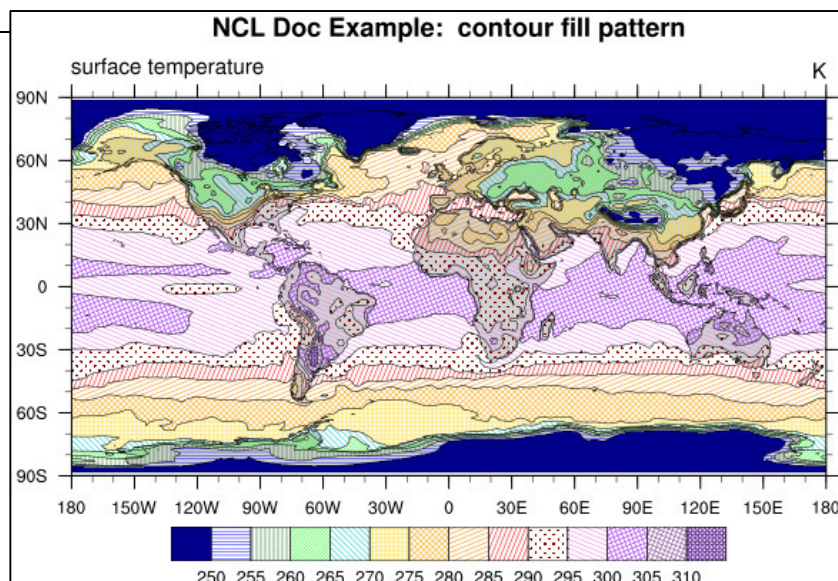 NCL Doc Example: contour fill pattern
surface temperature K
90N
60N
30N
0
30S
60S
90S
180 150W 120W 90W 60W 30W 0 30E 60E 90E 120E 150E 180
250 255 260 265 270 275 280 285 290 295 300 305 310